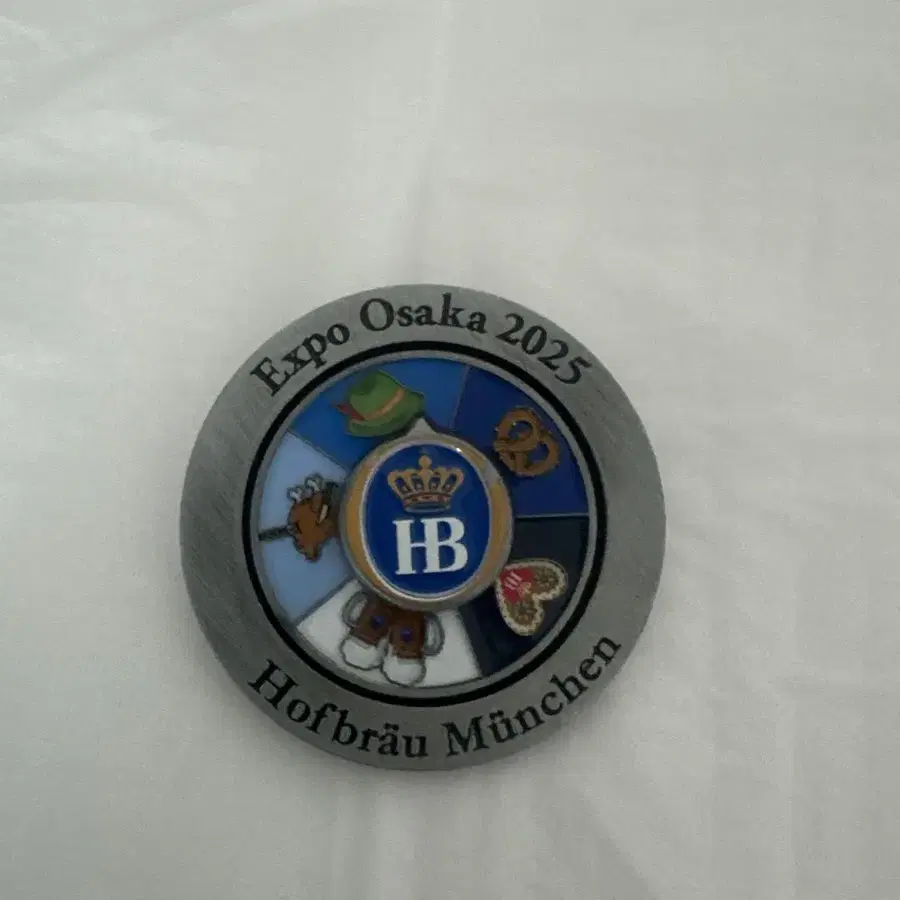 Expo Osaka 2025
HB
Hofbräu München